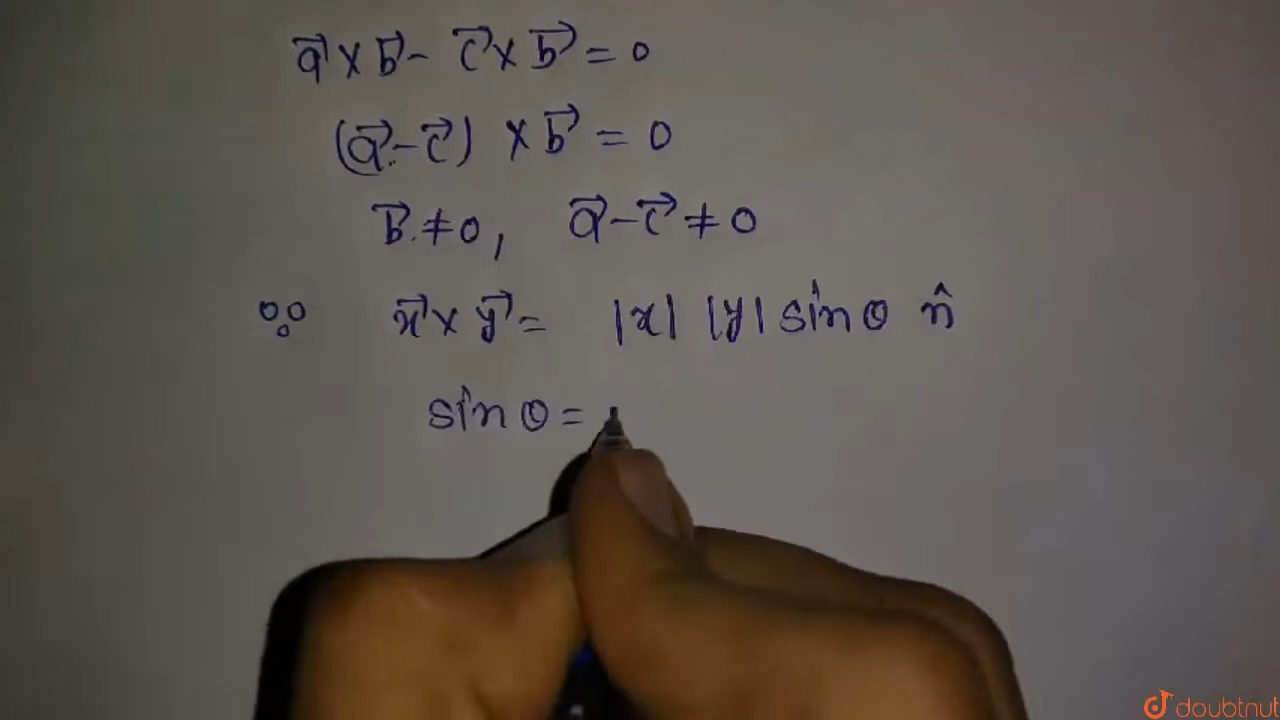 a⃗ × b⃗ - c⃗ × b⃗ = 0
(a⃗ - c⃗) × b⃗ = 0
b⃗ ≠ 0, a⃗ - c⃗ ≠ 0
∵ x⃗ × y⃗ = |x| |y| sin θ n̂
sin θ =
doubtnut